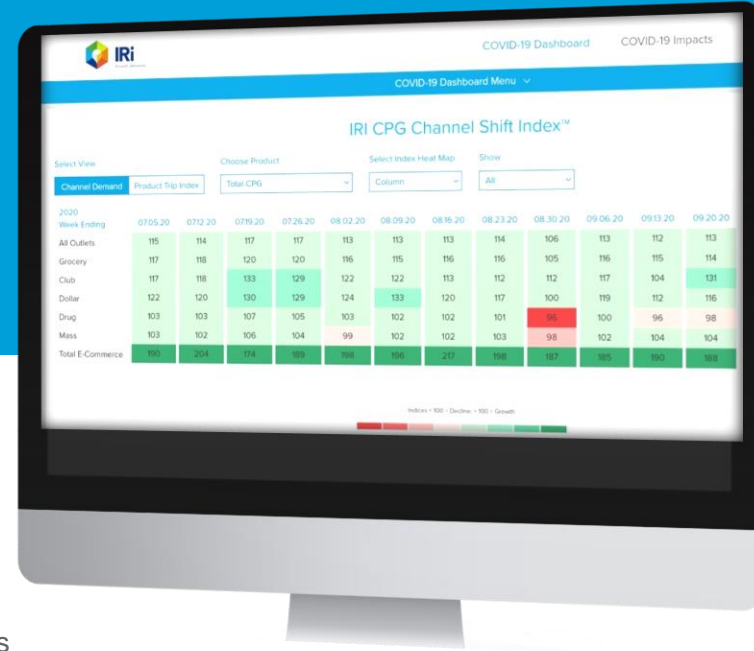 IRi
COVID-19 Dashboard COVID-19 Impacts
COVID-19 Dashboard Menu
IRI CPG Channel Shift Index™
Select View Choose Product Select Index Heat Map Show
Channel Demand Product Trip Index Total CPG Column All
2020
Week Ending 07.05.20 07.12.20 07.19.20 07.26.20 08.02.20 08.09.20 08.16.20 08.23.20 08.30.20 09.06.20 09.13.20 09.20.20
All Outlets 115 114 117 117 113 113 113 114 106 113 112 113
Grocery 117 118 120 120 116 115 116 116 105 116 115 114
Club 117 118 133 129 122 122 113 112 112 117 104 131
Dollar 122 120 130 129 124 133 120 117 100 119 112 116
Drug 103 103 107 105 103 102 102 101 96 100 96 98
Mass 103 102 106 104 99 102 102 103 98 102 104 104
Total E-Commerce 190 204 174 189 198 196 217 198 187 185 190 188
Indices < 100 = Decline; > 100 = Growth
s